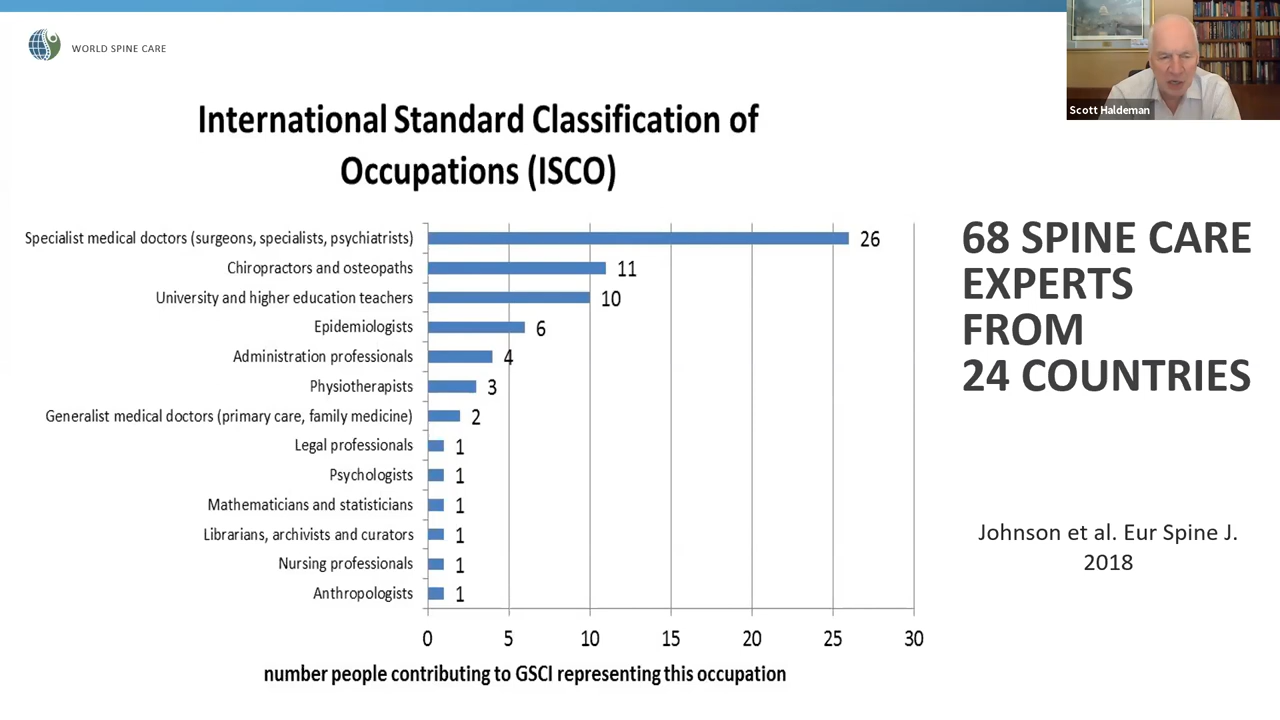 WORLD SPINE CARE
Scott Haldeman
International Standard Classification of
Occupations (ISCO)
Specialist medical doctors (surgeons, specialists, psychiatrists) 26
Chiropractors and osteopaths 11
University and higher education teachers 10
Epidemiologists 6
Administration professionals 4
Physiotherapists 3
Generalist medical doctors (primary care, family medicine) 2
Legal professionals 1
Psychologists 1
Mathematicians and statisticians 1
Librarians, archivists and curators 1
Nursing professionals 1
Anthropologists 1
0 5 10 15 20 25 30
number people contributing to GSCI representing this occupation
68 SPINE CARE
EXPERTS
FROM
24 COUNTRIES
Johnson et al. Eur Spine J.
2018